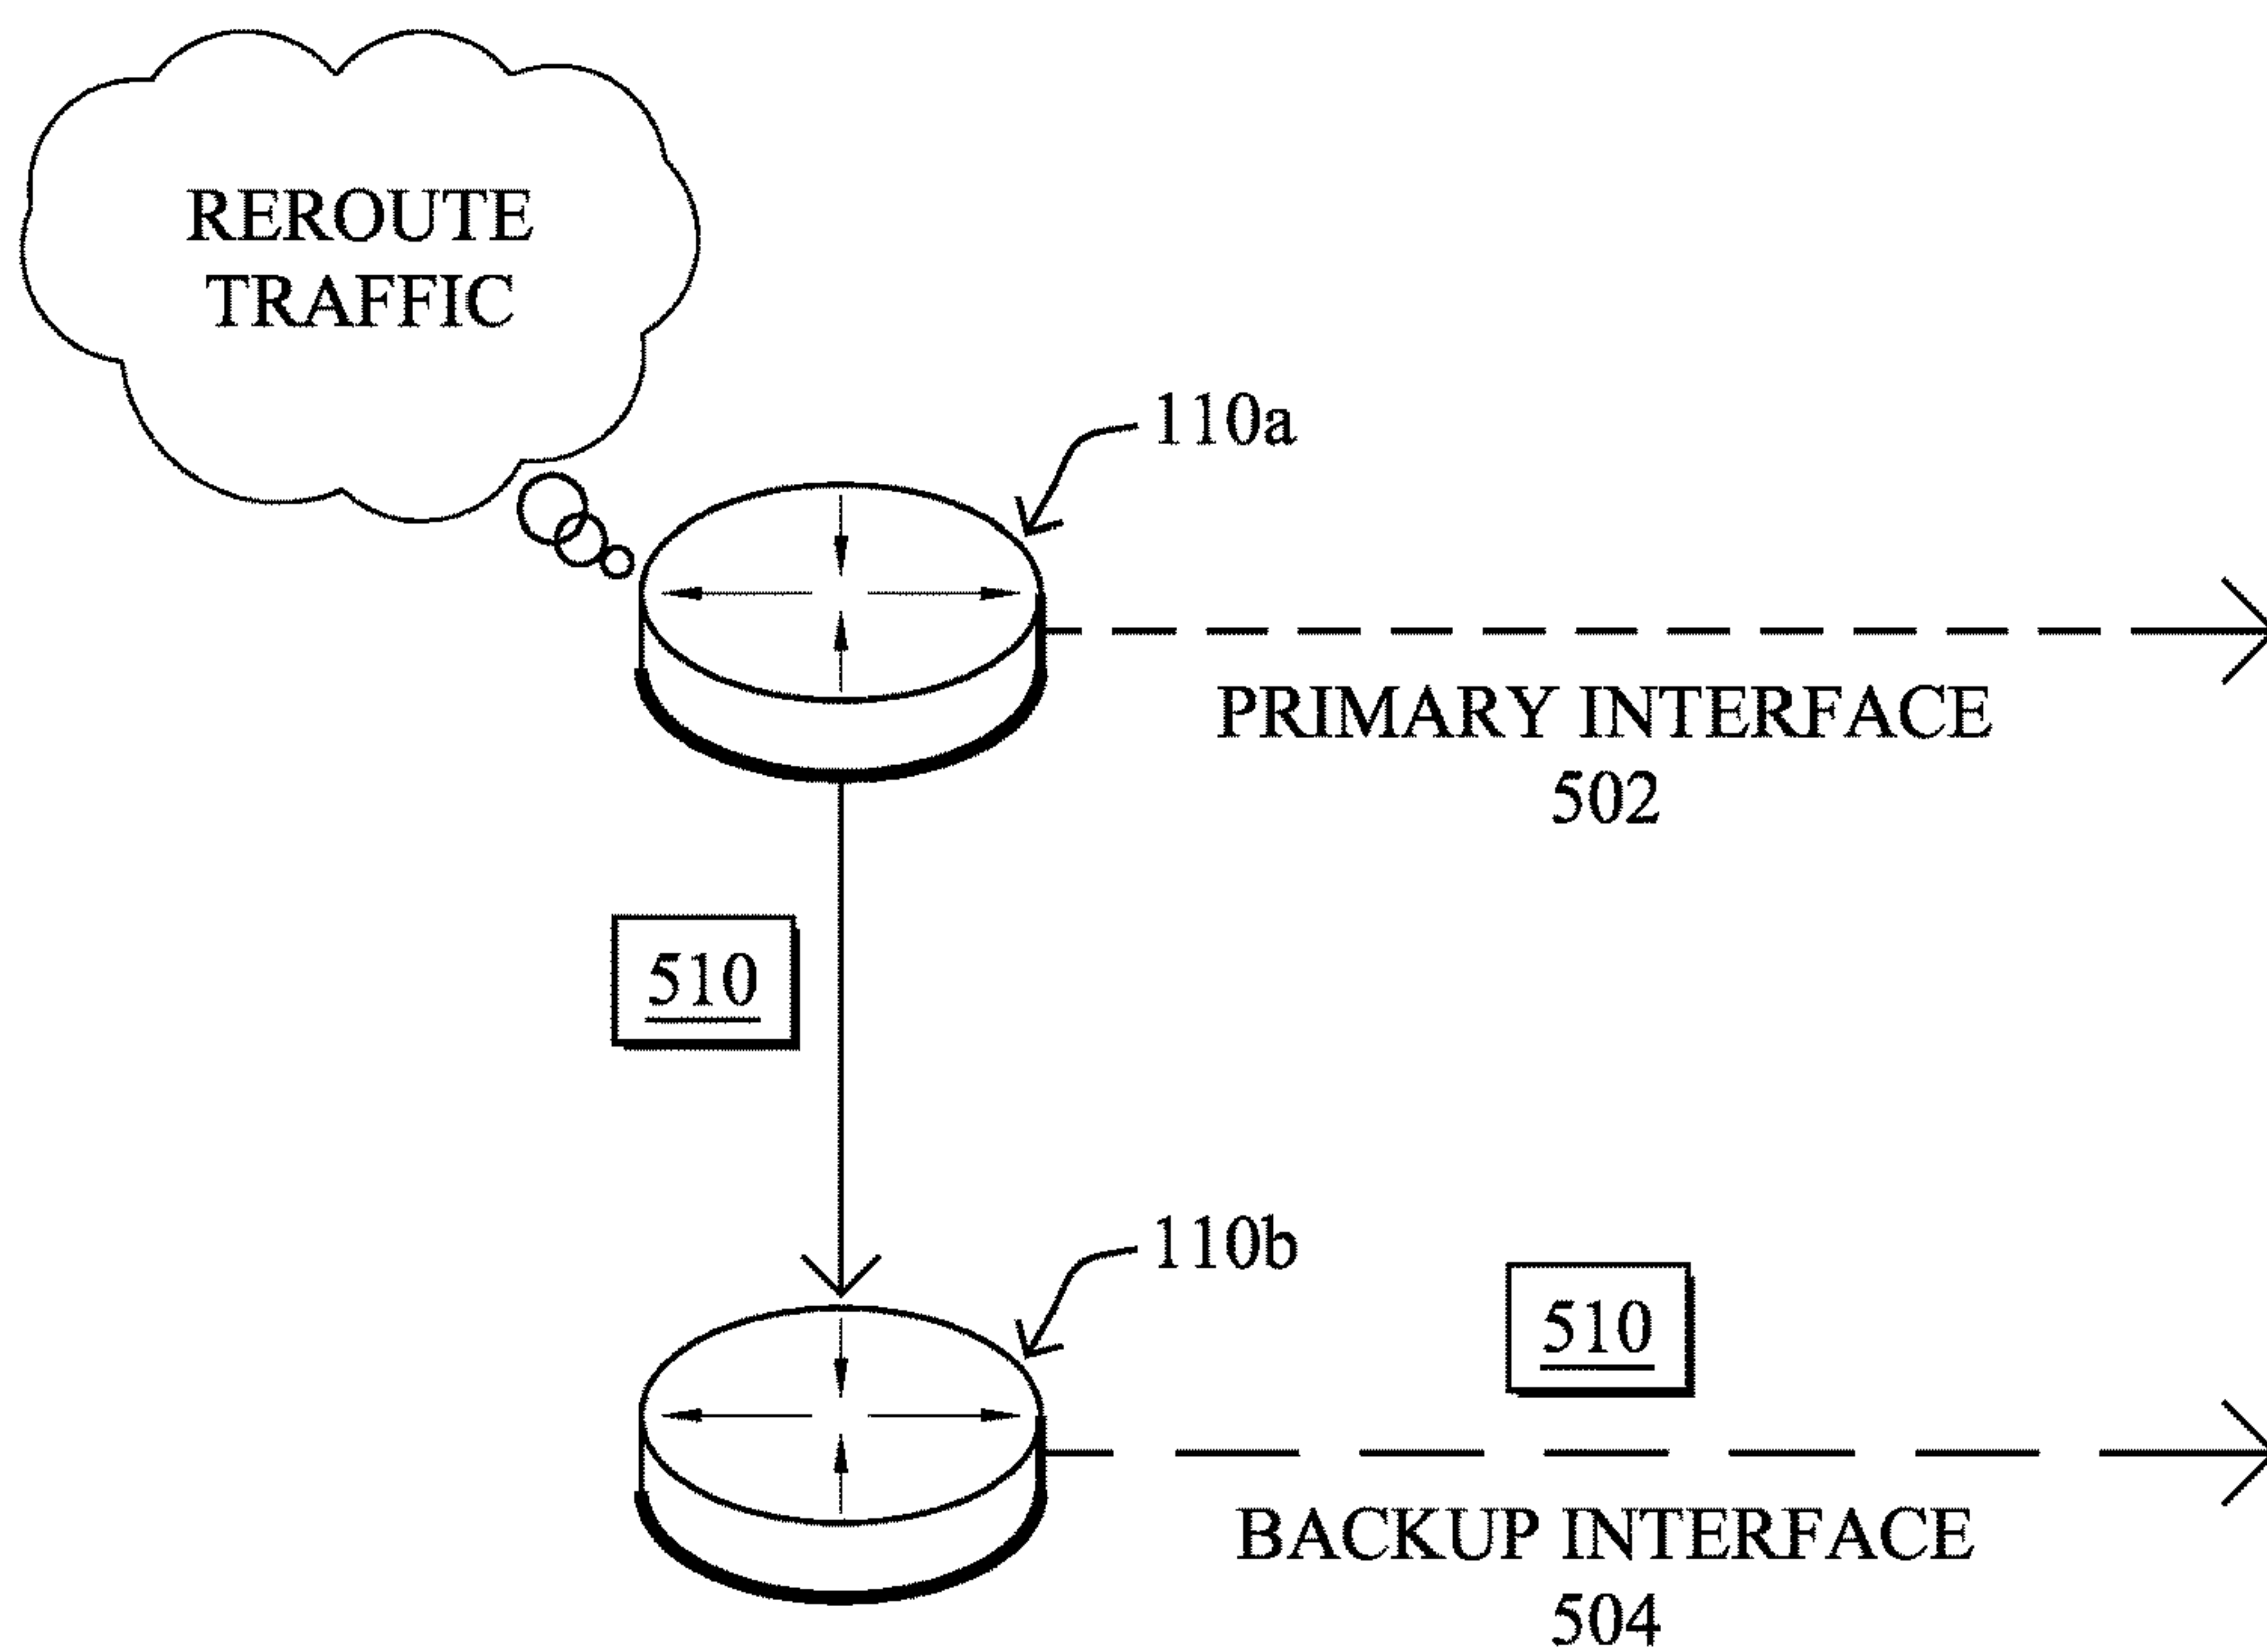 REROUTE
TRAFFIC
110a
PRIMARY INTERFACE
502
510
110b
510
BACKUP INTERFACE
504